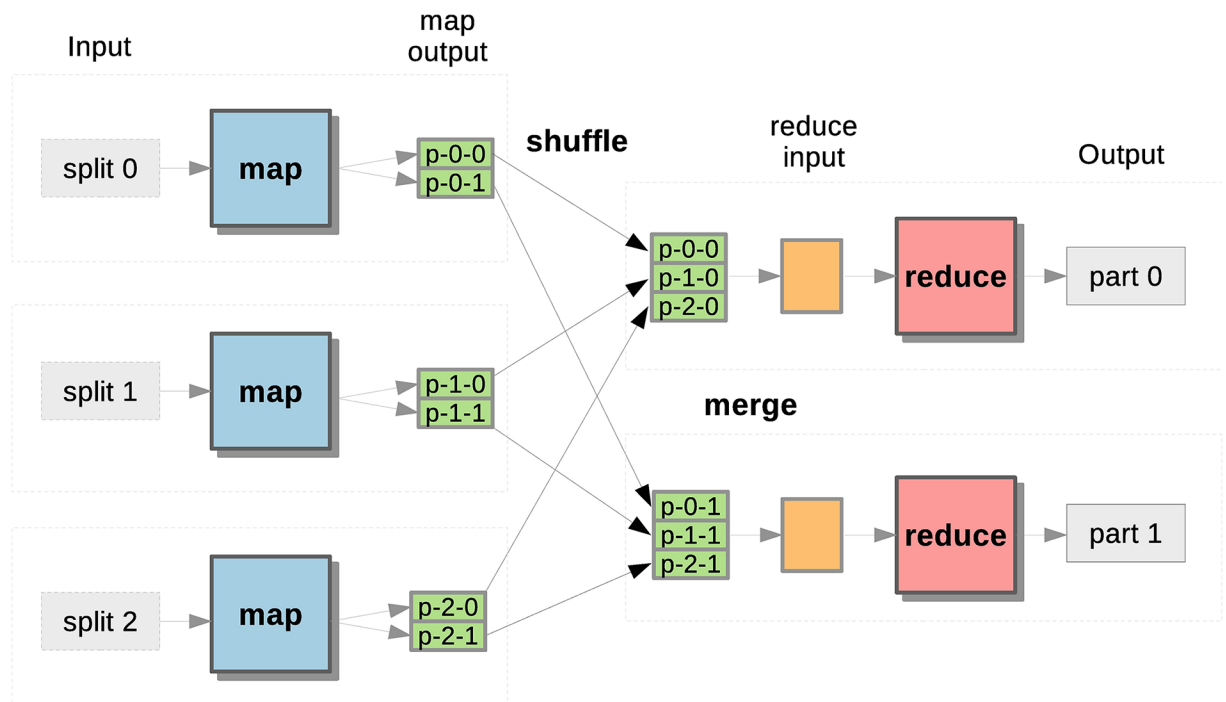 Input
map
output
split 0
map
p-0-0
p-0-1
shuffle
reduce
input
Output
p-0-0
p-1-0
p-2-0
reduce
part 0
split 1
map
p-1-0
p-1-1
merge
p-0-1
p-1-1
p-2-1
reduce
part 1
split 2
map
p-2-0
p-2-1